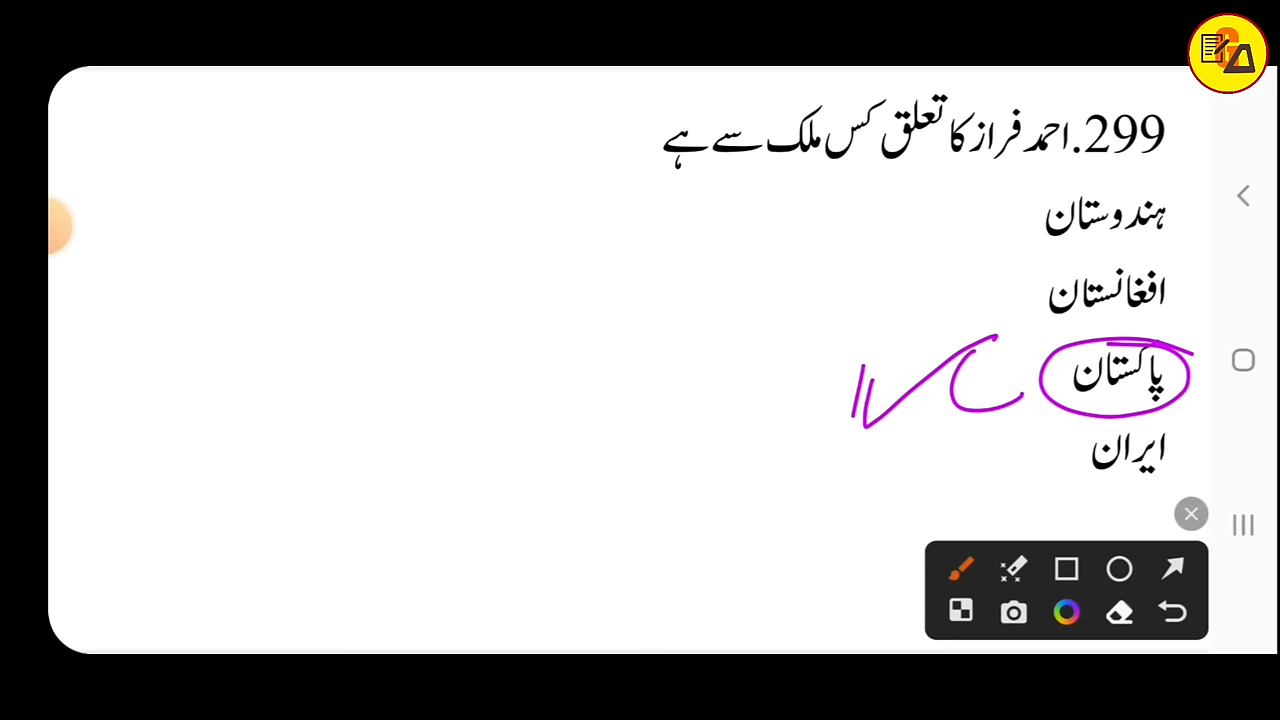 299.احمد فراز کا تعلق کس ملک سے ہے
ہندوستان
افغانستان
پاکستان
ایران